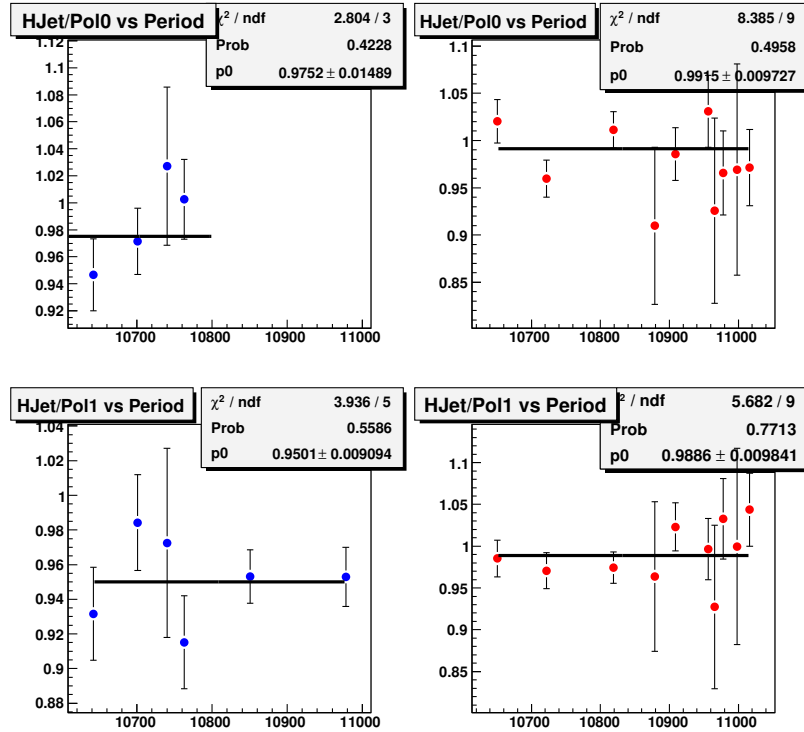 HJet/Pol0 vs Period
χ² / ndf 2.804 / 3
Prob 0.4228
p0 0.9752 ± 0.01489
1.12
1.1
1.08
1.06
1.04
1.02
1
0.98
0.96
0.94
0.92
10700 10800 10900 11000
HJet/Pol0 vs Period
χ² / ndf 8.385 / 9
Prob 0.4958
p0 0.9915 ± 0.009727
1.1
1.05
1
0.95
0.9
0.85
10700 10800 10900 11000
HJet/Pol1 vs Period
χ² / ndf 3.936 / 5
Prob 0.5586
p0 0.9501 ± 0.009094
1.04
1.02
1
0.98
0.96
0.94
0.92
0.9
0.88
10700 10800 10900 11000
HJet/Pol1 vs Period
² / ndf 5.682 / 9
Prob 0.7713
p0 0.9886 ± 0.009841
1.1
1.05
1
0.95
0.9
0.85
10700 10800 10900 11000